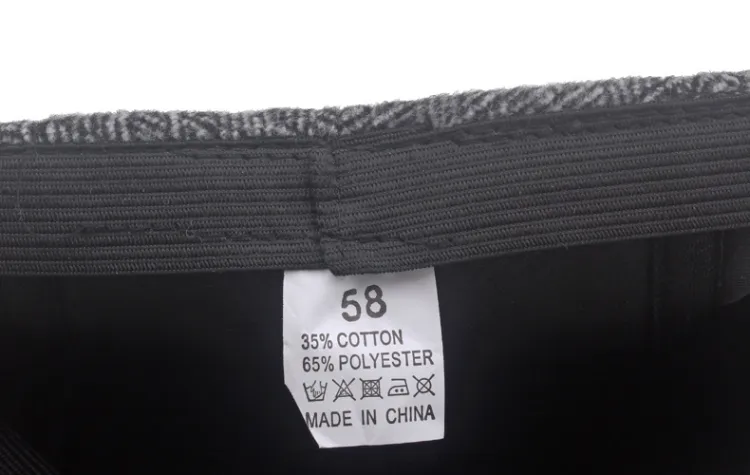 58
35% COTTON
65% POLYESTER
MADE IN CHINA